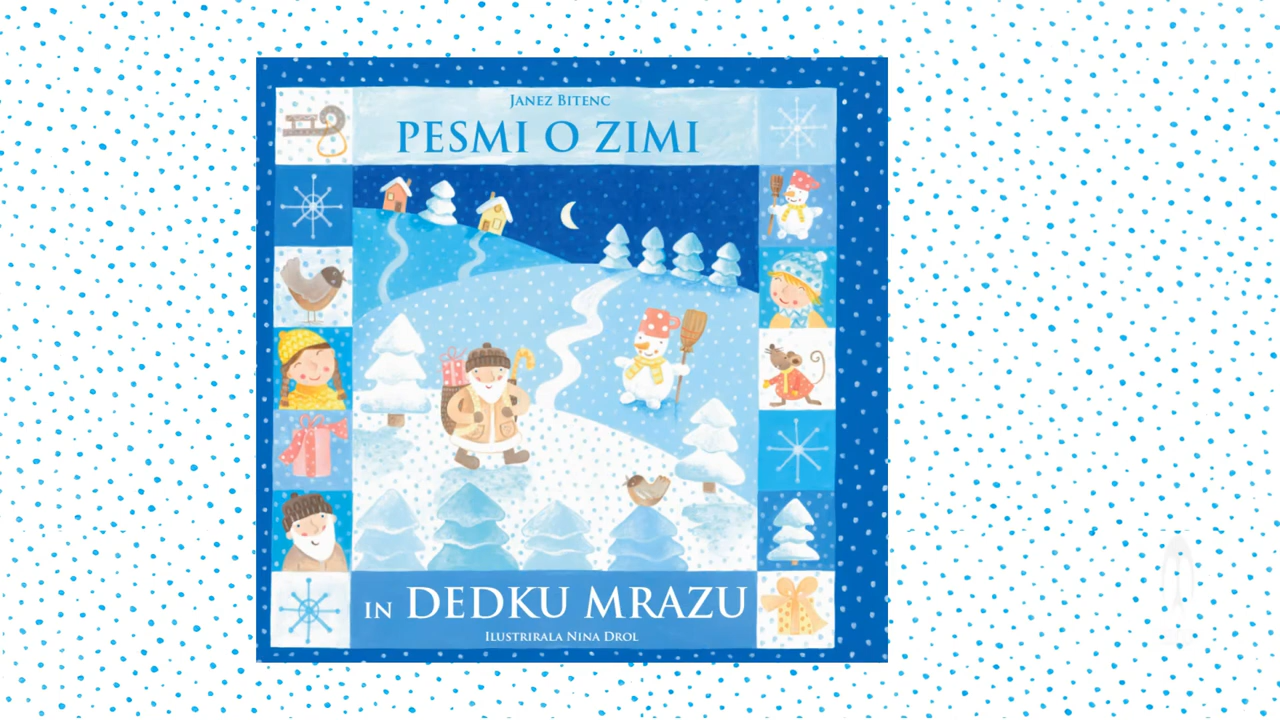 Janez Bitenc
PESMI O ZIMI
IN DEDKU MRAZU
Ilustrirala Nina Drol